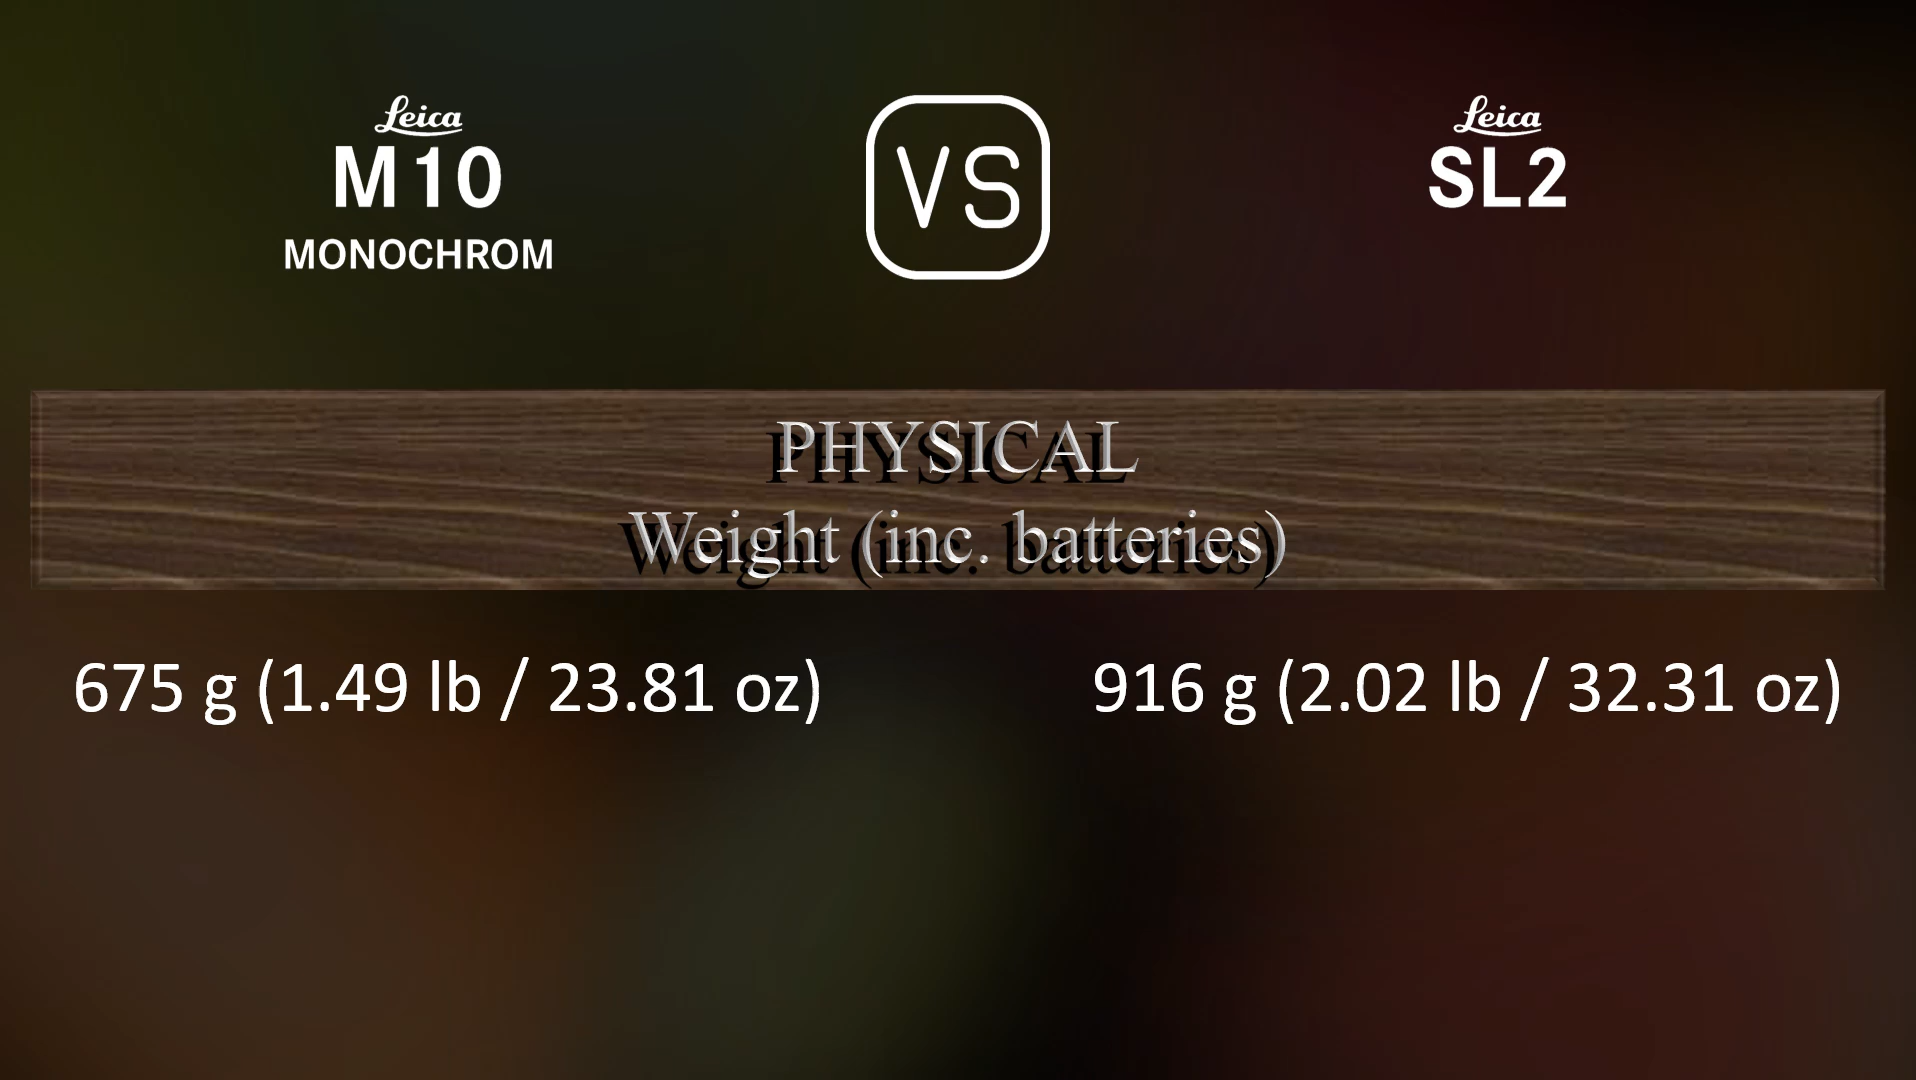 Leica
M10
MONOCHROM
VS
Leica
SL2
PHYSICAL
Weight (inc. batteries)
675 g (1.49 lb / 23.81 oz)
916 g (2.02 lb / 32.31 oz)